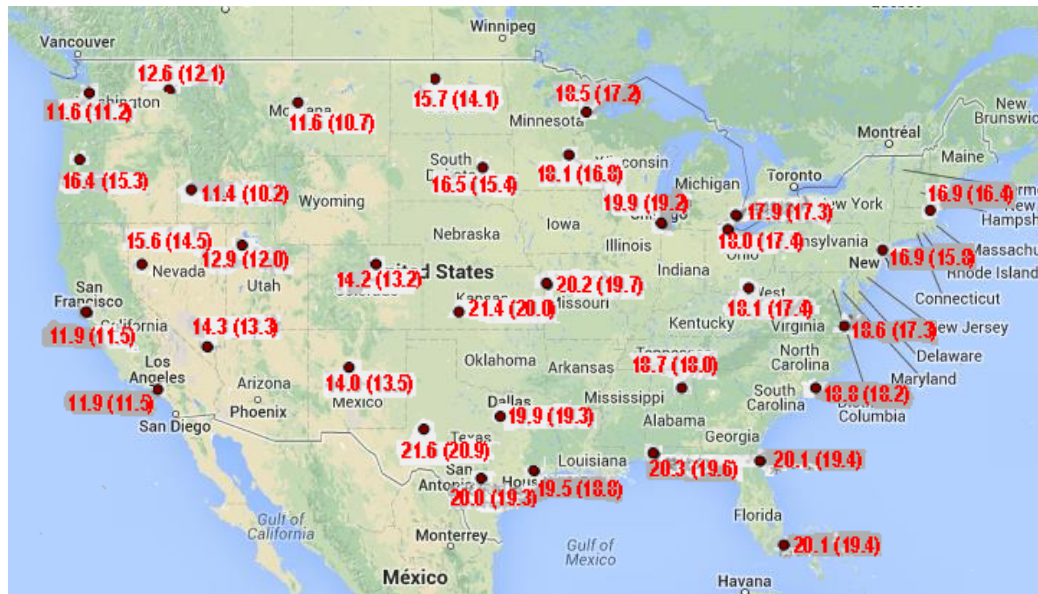 Winnipeg
Vancouver
12.6 (12.1)
15.7 (14.1)
18.5 (17.2)
11.6 (11.2)
11.6 (10.7)
Minnesota
New
Brunswick
Montréal
Maine
16.4 (15.3)
11.4 (10.2)
South
16.5 (15.4)
18.1 (16.8)
Wisconsin
Michigan
Toronto
16.9 (16.4)
Wyoming
19.9 (19.2)
17.9 (17.3)
New
Hampsh
15.6 (14.5)
Nebraska
Iowa
Illinois
18.0 (17.4)
Ohio
Nevada
12.9 (12.0)
Utah
14.2 (13.2)
United States
Indiana
New
16.9 (15.8)
Massachu
Rhode Island
Connecticut
20.2 (19.7)
Missouri
San
Francisco
Kansas
21.4 (20.0)
West
18.1 (17.4)
11.9 (11.5)
California
14.3 (13.3)
Kentucky
Virginia
18.6 (17.3)
New Jersey
Los
Angeles
Oklahoma
Arkansas
Tennessee
18.7 (18.0)
North
Carolina
Delaware
Maryland
11.9 (11.5)
Arizona
Phoenix
14.0 (13.5)
Mexico
Mississippi
South
Carolina
18.8 (18.2)
Columbia
San Diego
Dallas
19.9 (19.3)
Alabama
Georgia
Texas
21.6 (20.9)
Louisiana
20.3 (19.6)
20.1 (19.4)
San
20.0 (19.3)
19.5 (18.8)
Florida
Gulf of
California
Monterrey
Gulf of
Mexico
20.1 (19.4)
México
Havana